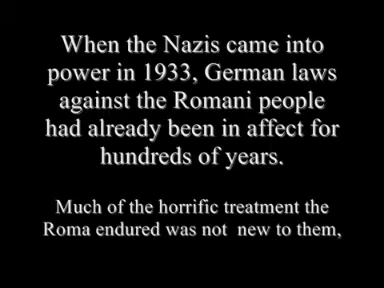 When the Nazis came into
power in 1933, German laws
against the Romani people
had already been in affect for
hundreds of years.
Much of the horrific treatment the
Roma endured was not new to them,